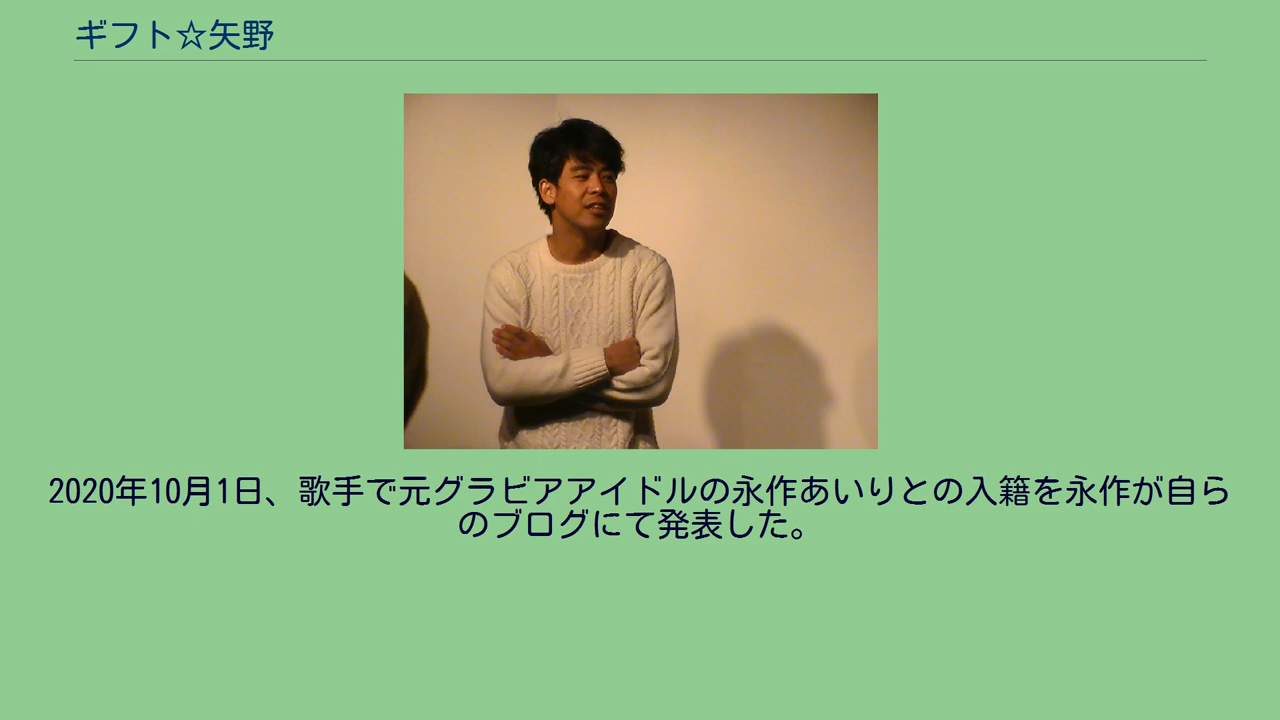 ギフト☆矢野
2020年10月1日、歌手で元グラビアアイドルの永作あいりとの入籍を永作が自ら
のブログにて発表した。